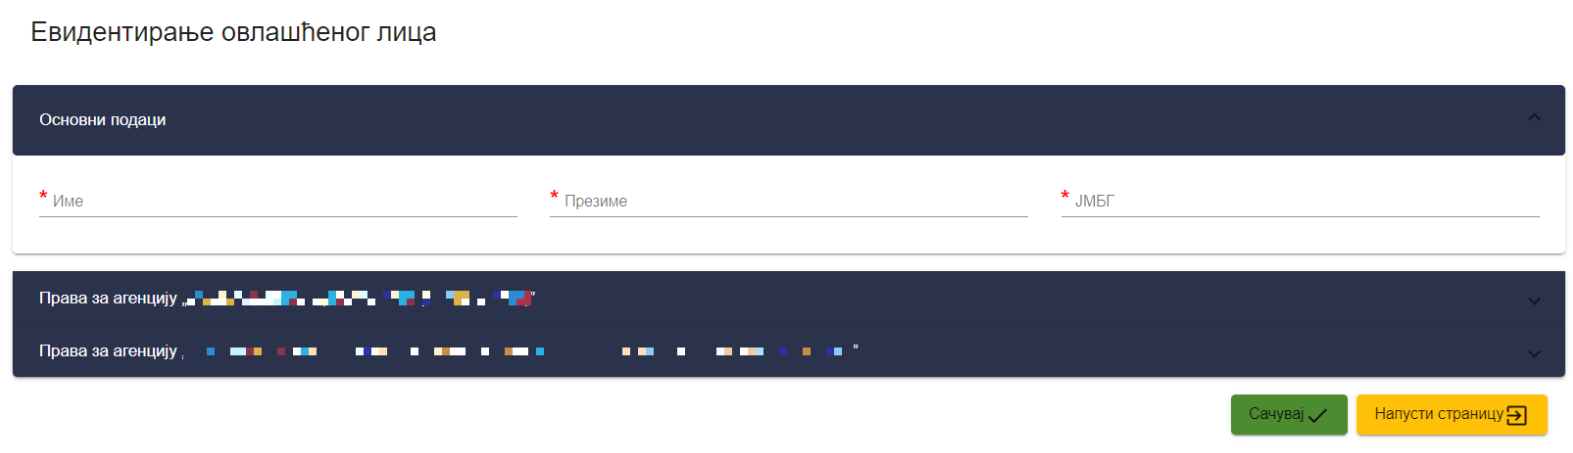 Евидентирање овлашћеног лица
Основни подаци
* Име * Презиме * ЈМБГ
Права за агенцију „ ”
Права за агенцију „ ”
Сачувај Напусти страницу